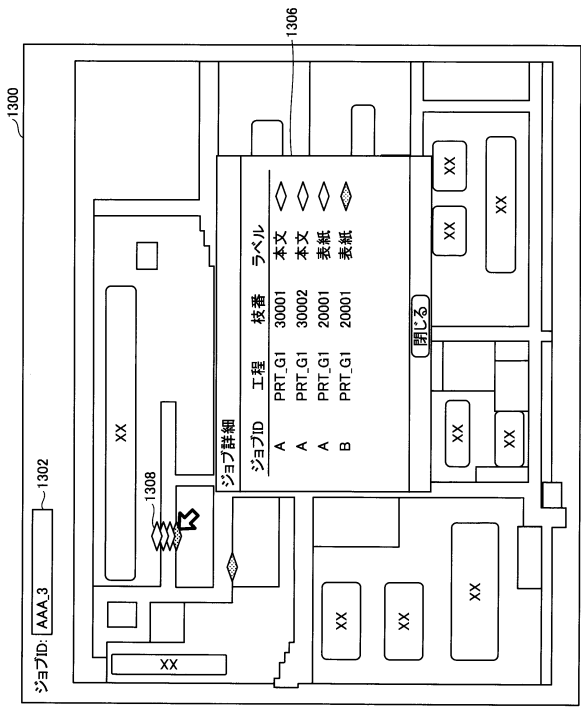 1300
ジョブID: AAA_3
1302
1306
1308
XX
XX
ジョブ詳細
ジョブID 工程 枝番 ラベル
A PRT_G1 30001 本文
A PRT_G1 30002 本文
A PRT_G1 20001 表紙
B PRT_G1 20001 表紙
閉じる
XX
XX
XX
XX
XX
XX
XX
XX